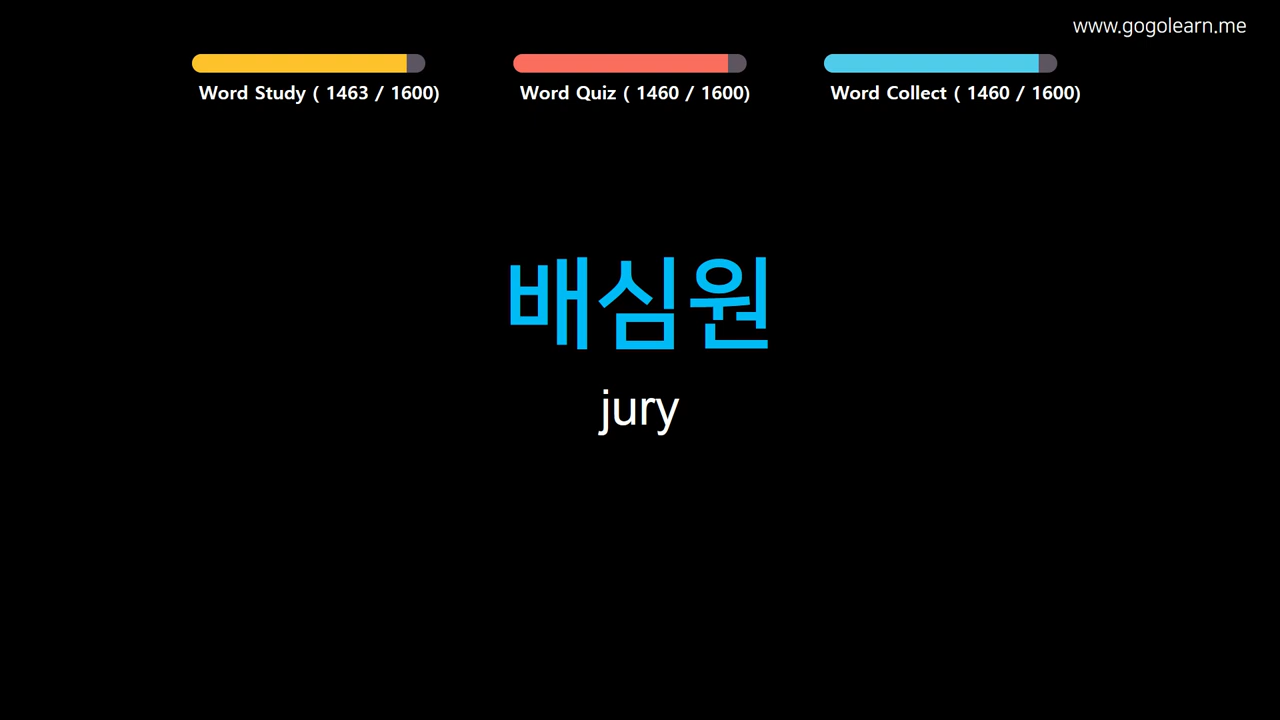 www.gogolearn.me
Word Study ( 1463 / 1600)
Word Quiz ( 1460 / 1600)
Word Collect ( 1460 / 1600)
배심원
jury